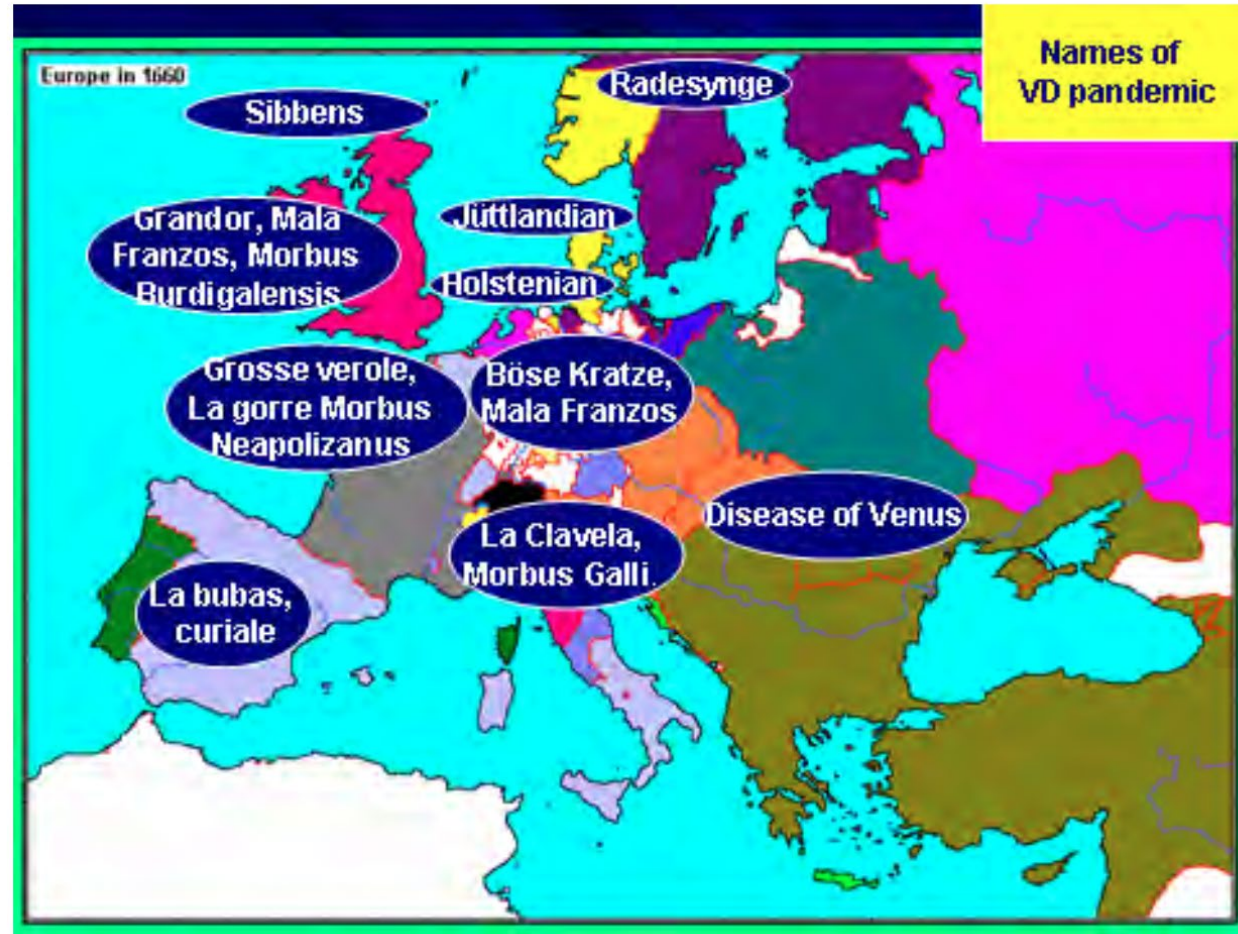 Names of
VD pandemic
Europe in 1660
Radesynge
Sibbens
Grandor, Mala
Franzos, Morbus
Burdigalensis
Jüttlandian
Holstenian
Grosse verole,
La gorre Morbus
Neapolizanus
Böse Kratze,
Mala Franzos
Disease of Venus
La Clavela,
Morbus Galli.
La bubas,
curiale